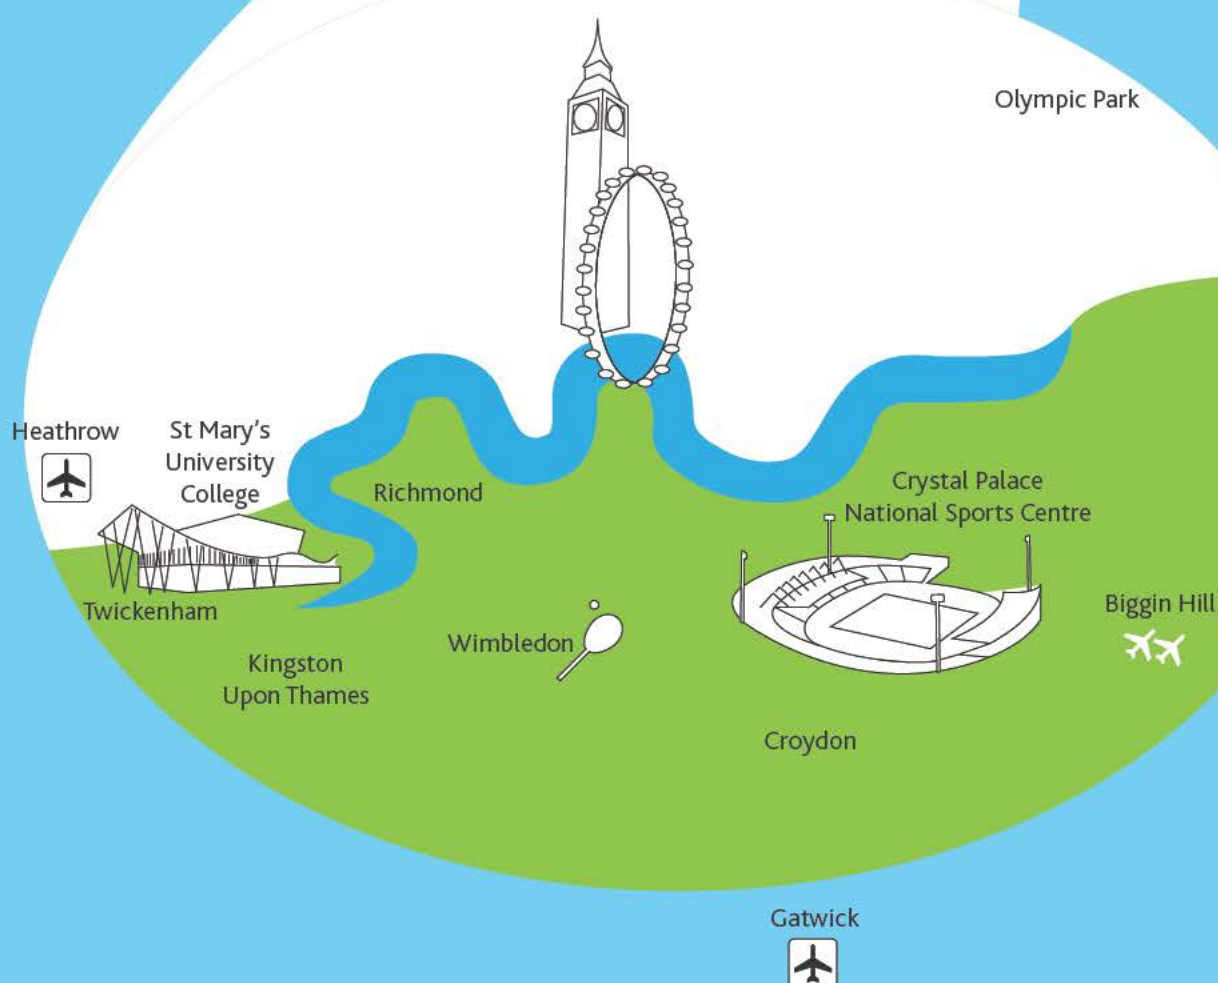 Olympic Park
Heathrow
St Mary's
University
College
Richmond
Crystal Palace
National Sports Centre
Twickenham
Wimbledon
Biggin Hill
Kingston
Upon Thames
Croydon
Gatwick